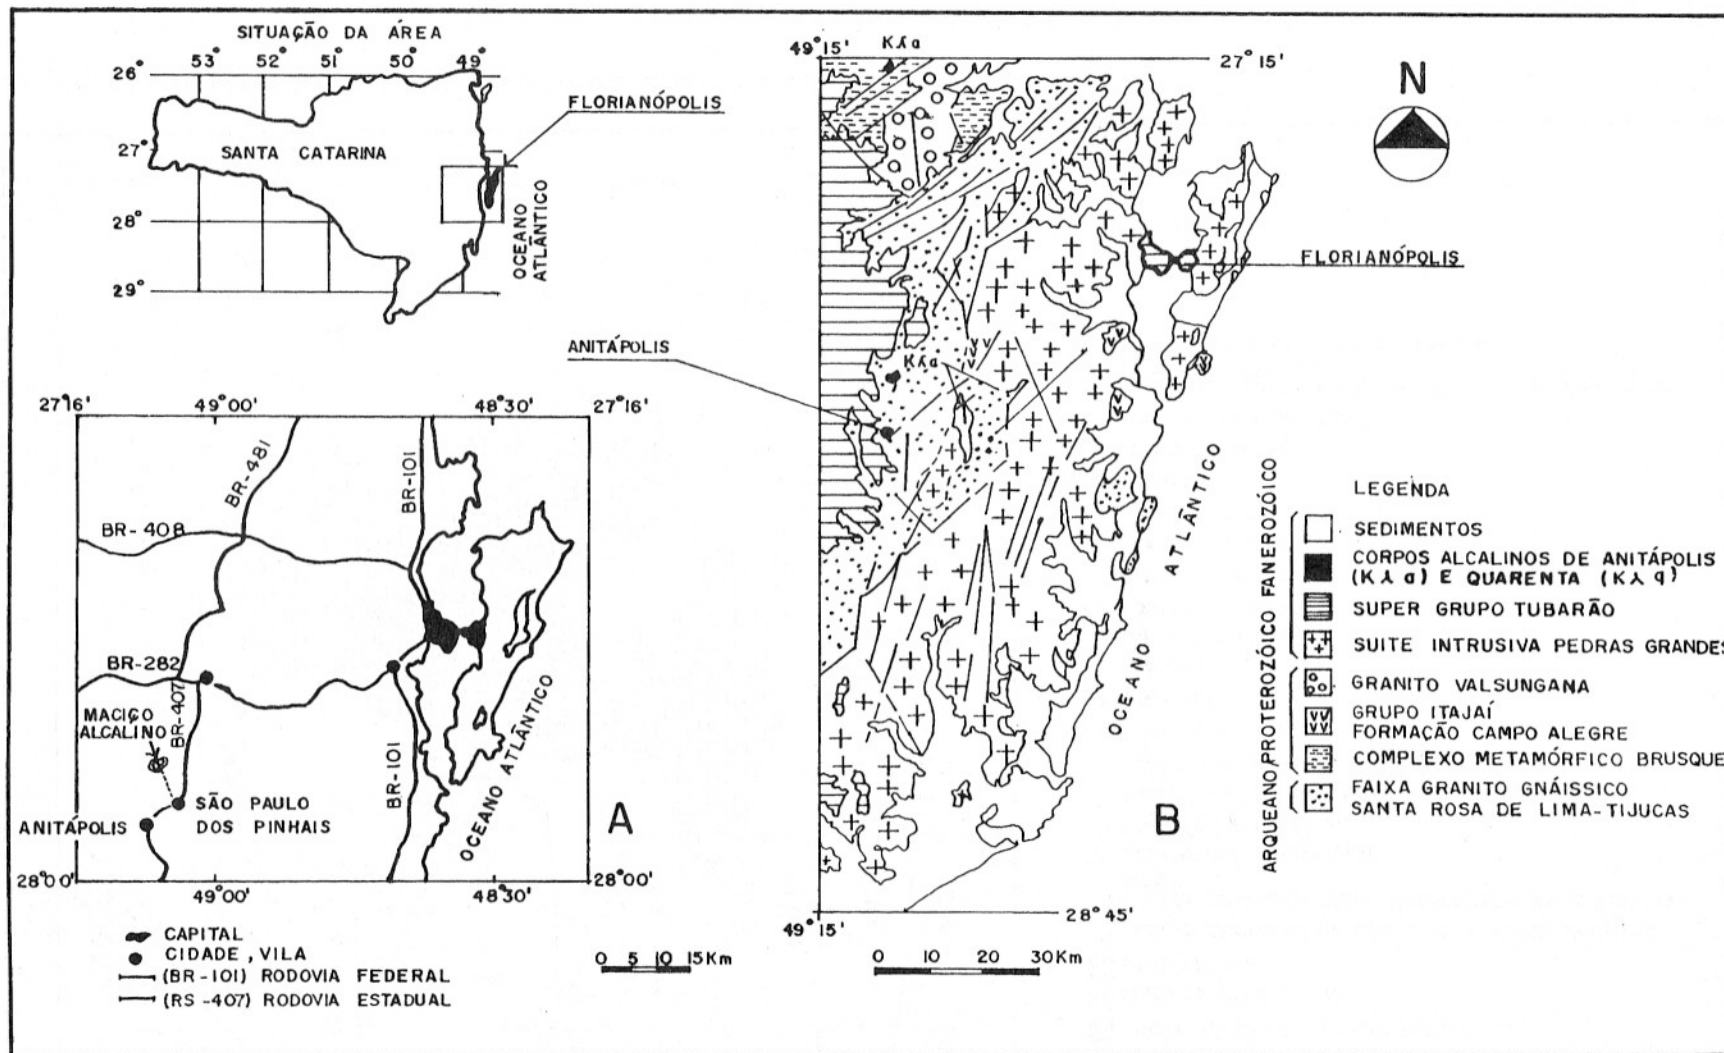 SITUAÇÃO DA ÁREA
53° 52° 51° 50° 49°
26°
27°
28°
29°
SANTA CATARINA
FLORIANÓPOLIS
OCEANO
ATLÂNTICO
ANITÁPOLIS
27°16'
49°00'
48°30'
27°16'
BR-481
BR-101
BR-408
BR-282
BR-407
MACIÇO
ALCALINO
SÃO PAULO
DOS PINHAIS
ANITÁPOLIS
BR-101
OCEANO ATLÂNTICO
A
28°00'
49°00'
48°30'
28°00'
CAPITAL
CIDADE, VILA
(BR-101) RODOVIA FEDERAL
(RS-407) RODOVIA ESTADUAL
0 5 10 15Km
49°15'
Kλa
27°15'
N
FLORIANÓPOLIS
Kλa
OCEANO ATLÂNTICO
B
49°15'
28°45'
0 10 20 30Km
ARQUEANO/PROTEROZÓICO FANEROZÓICO
LEGENDA
SEDIMENTOS
CORPOS ALCALINOS DE ANITÁPOLIS
(Kλa) E QUARENTA (Kλq)
SUPER GRUPO TUBARÃO
SUITE INTRUSIVA PEDRAS GRANDES
GRANITO VALSUNGANA
GRUPO ITAJAÍ
FORMAÇÃO CAMPO ALEGRE
COMPLEXO METAMÓRFICO BRUSQUE
FAIXA GRANITO GNÁISSICO
SANTA ROSA DE LIMA-TIJUCAS